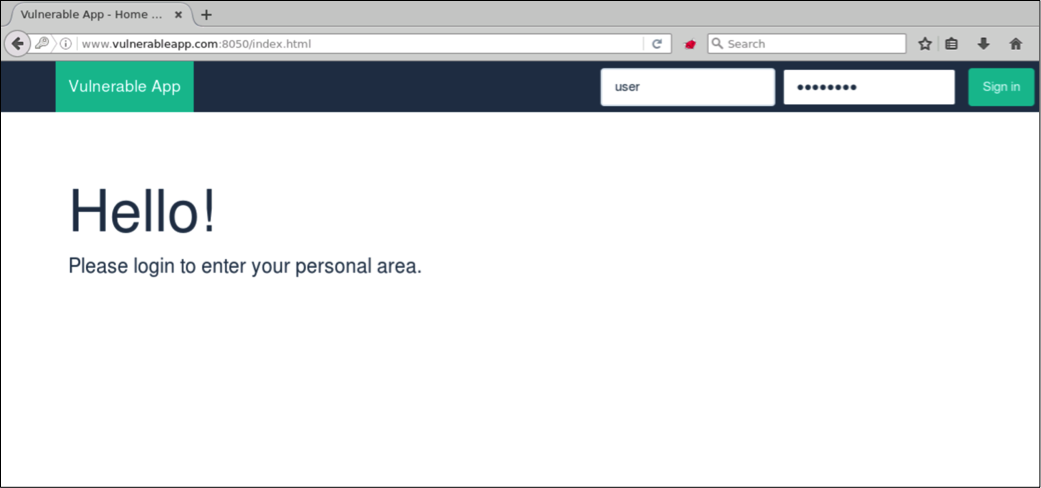 Vulnerable App - Home ...
www.vulnerableapp.com:8050/index.html
Search
Vulnerable App
user
••••••••
Sign in
Hello!
Please login to enter your personal area.